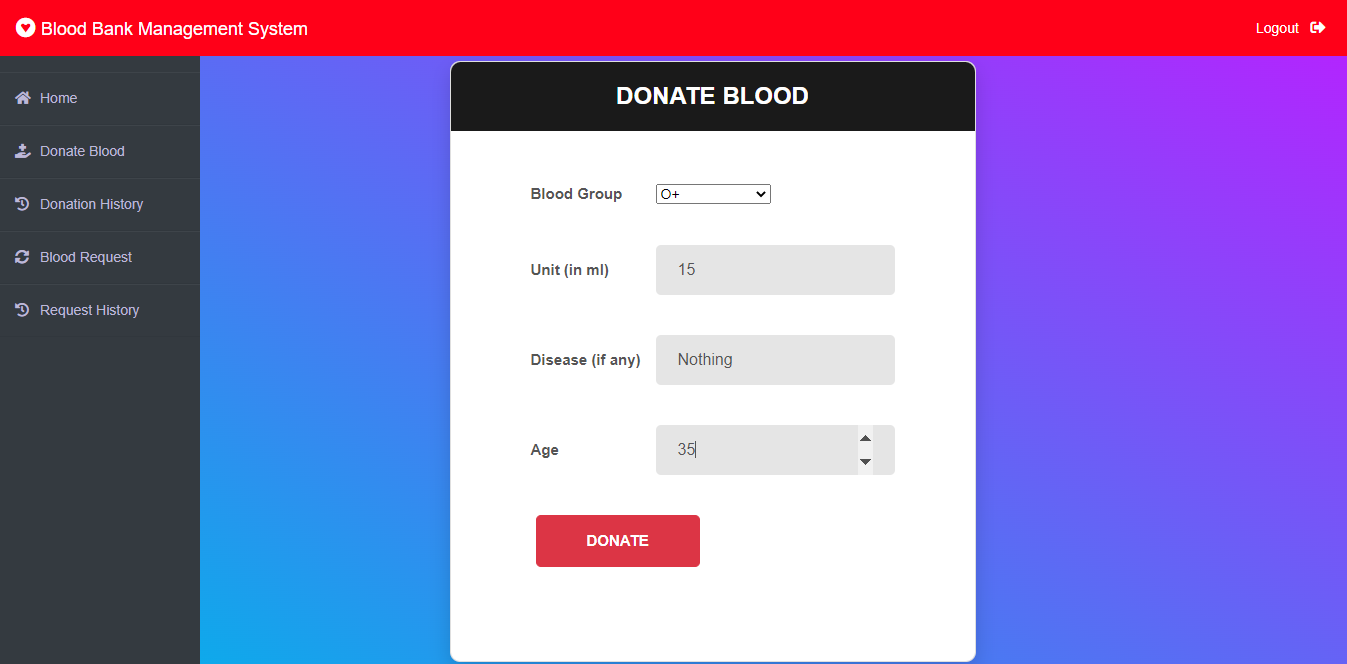 Blood Bank Management System
Logout
Home
Donate Blood
Donation History
Blood Request
Request History
DONATE BLOOD
Blood Group O+
Unit (in ml) 15
Disease (if any) Nothing
Age 35
DONATE